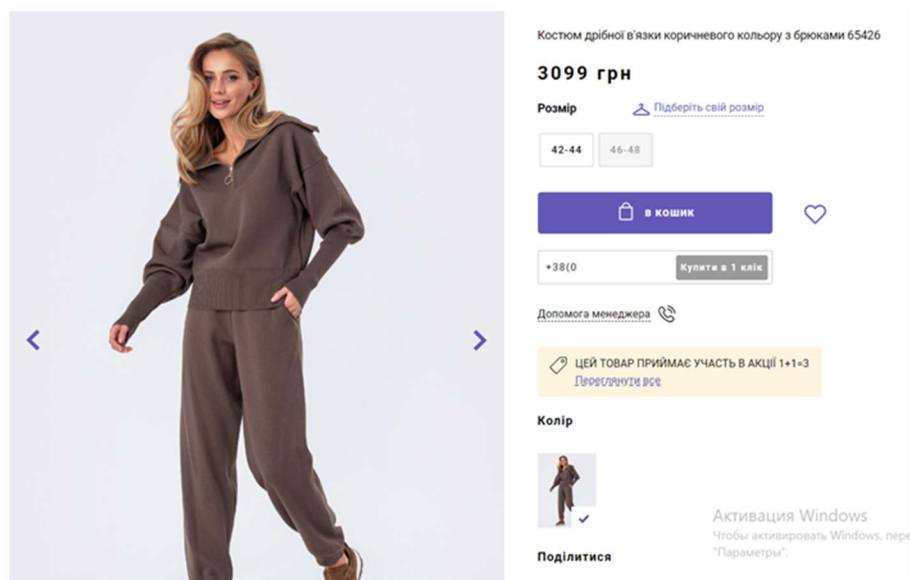 Костюм дрібної в'язки коричневого кольору з брюками 65426
3099 грн
Розмір Підберіть свій розмір
42-44 46-48
В КОШИК
+38(0 Купити в 1 клік
Допомога менеджера
ЦЕЙ ТОВАР ПРИЙМАЄ УЧАСТЬ В АКЦІЇ 1+1=3
Переглянути все
Колір
Активация Windows
Чтобы активировать Windows, пере
"Параметры".
Поділитися